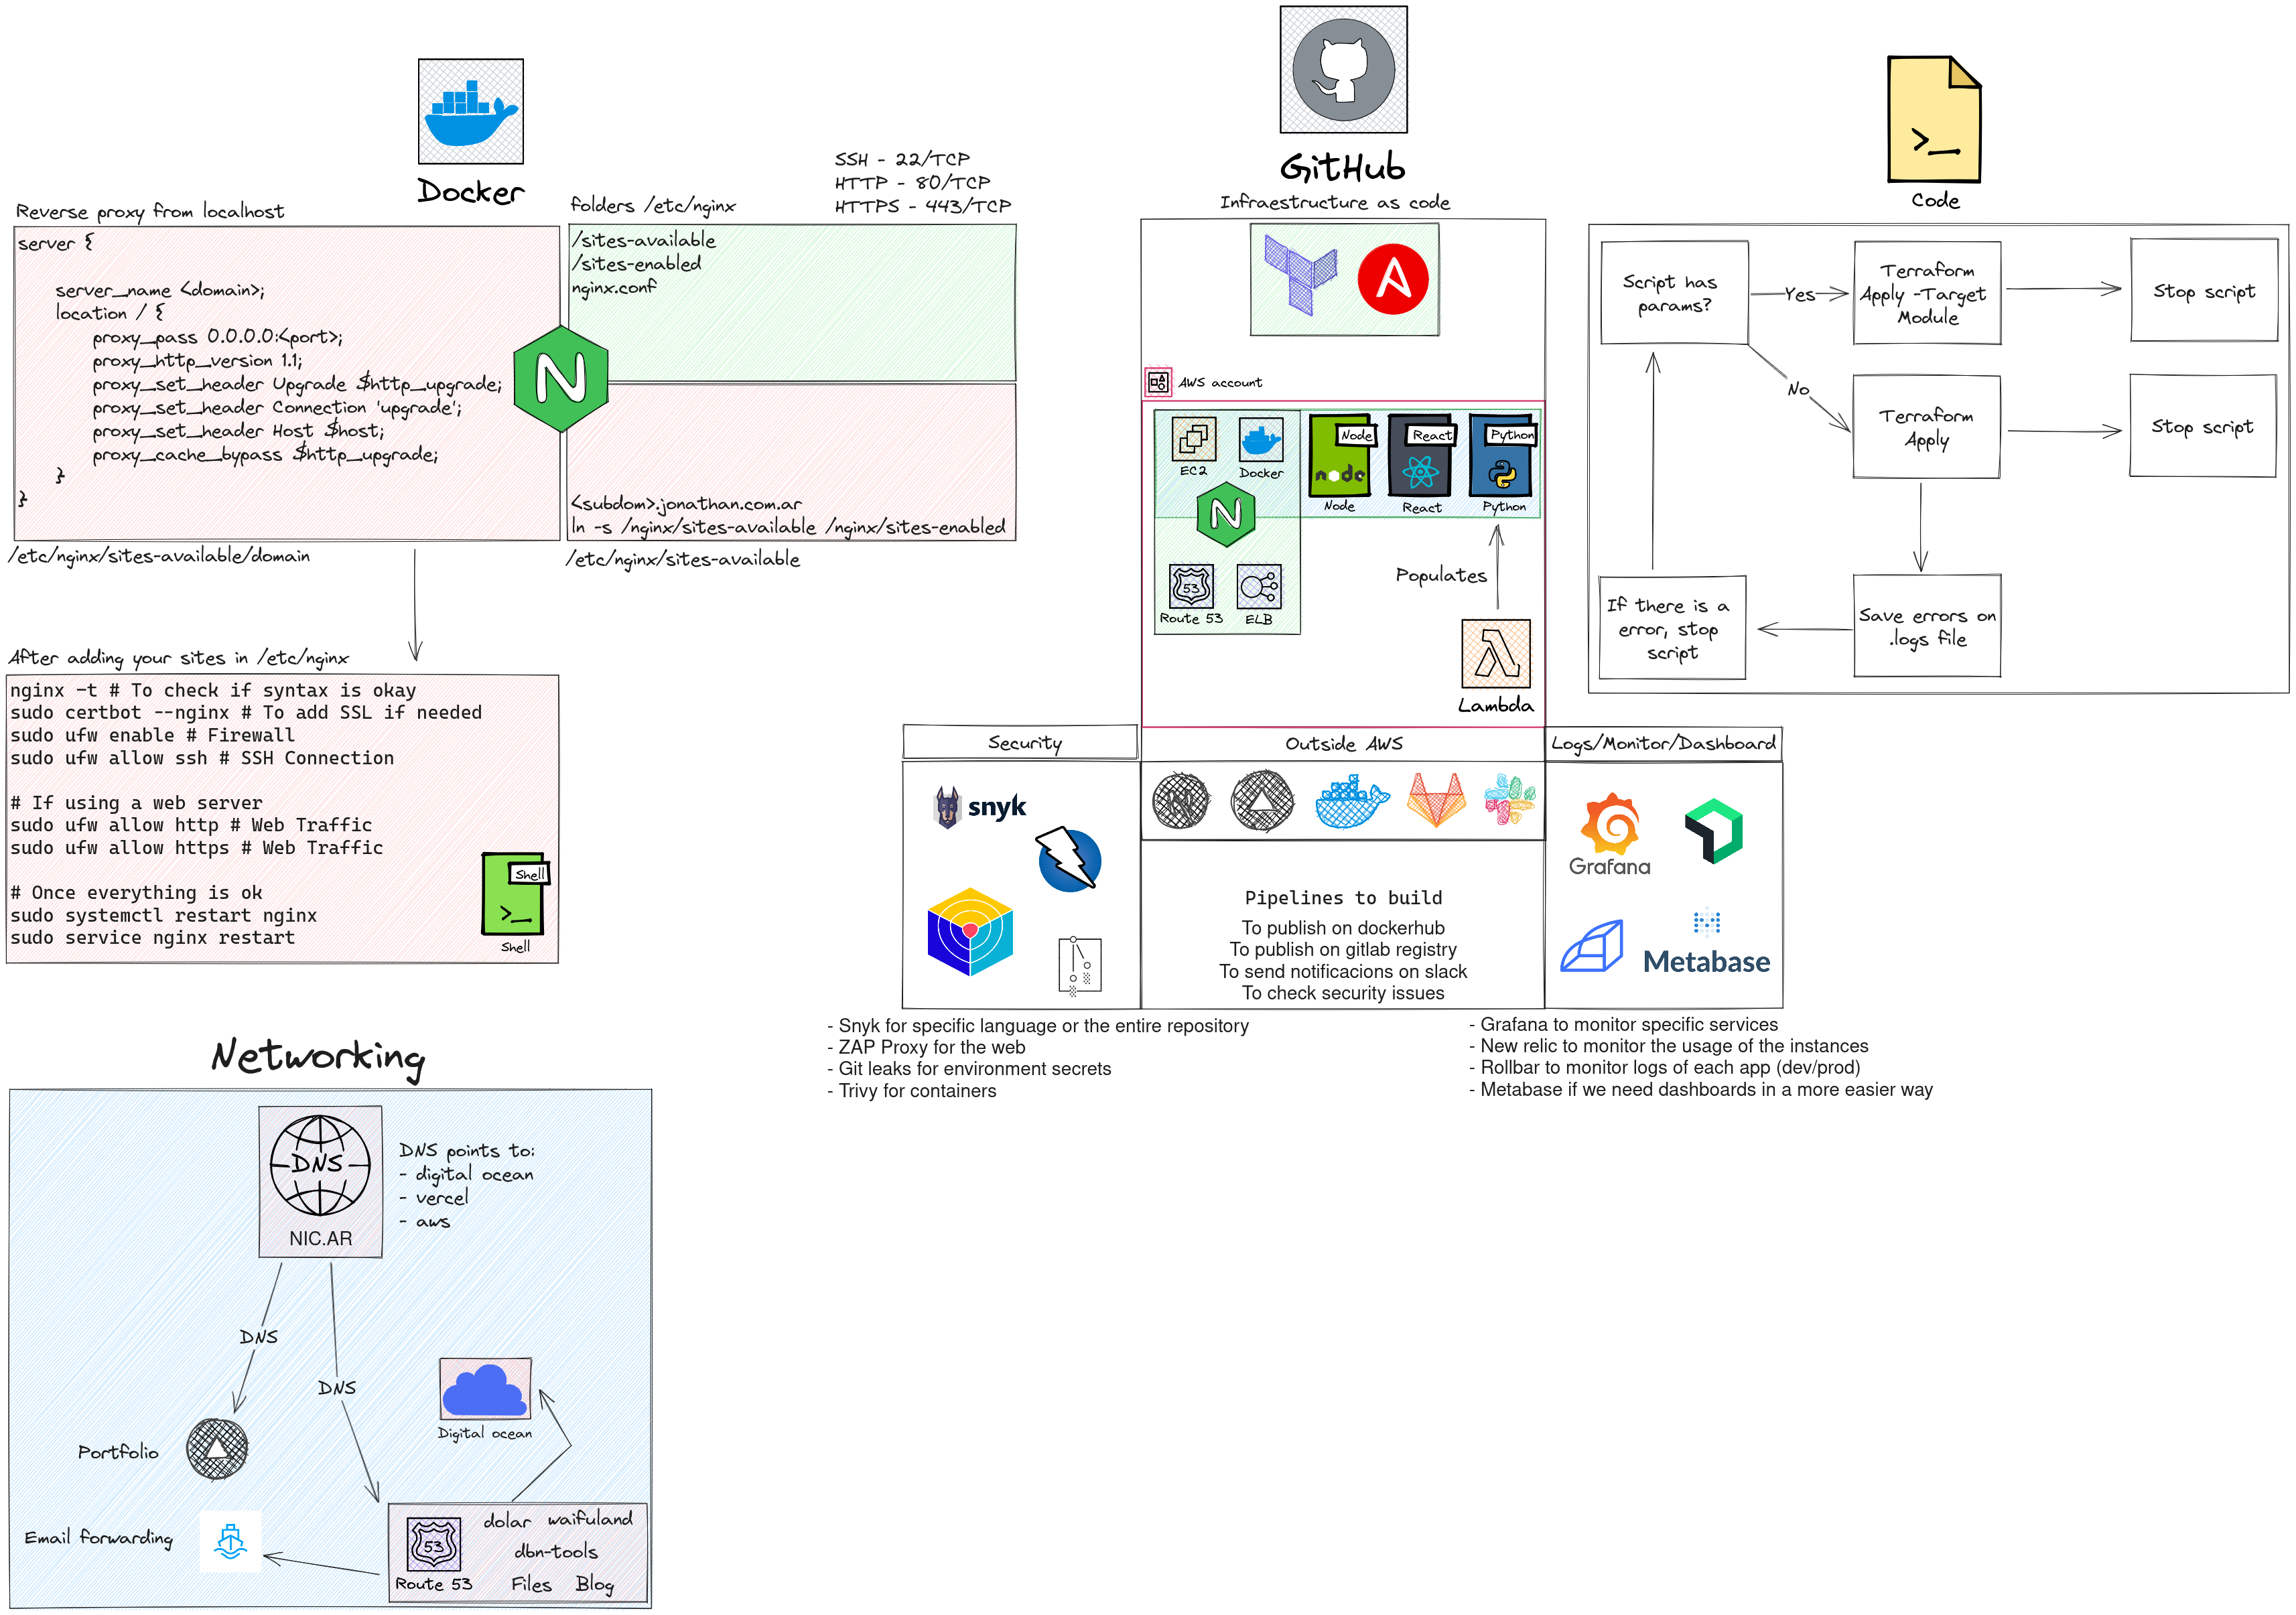 Docker
Reverse proxy from localhost
server {
server_name <domain>;
location / {
proxy_pass 0.0.0.0:<port>;
proxy_http_version 1.1;
proxy_set_header Upgrade $http_upgrade;
proxy_set_header Connection 'upgrade';
proxy_set_header Host $host;
proxy_cache_bypass $http_upgrade;
}
}
/etc/nginx/sites-available/domain
SSH - 22/TCP
HTTP - 80/TCP
HTTPS - 443/TCP
folders /etc/nginx
/sites-available
/sites-enabled
nginx.conf
N
<subdom>.jonathan.com.ar
ln -s /nginx/sites-available /nginx/sites-enabled
/etc/nginx/sites-available
After adding your sites in /etc/nginx
nginx -t # To check if syntax is okay
sudo certbot --nginx # To add SSL if needed
sudo ufw enable # Firewall
sudo ufw allow ssh # SSH Connection
# If using a web server
sudo ufw allow http # Web Traffic
sudo ufw allow https # Web Traffic
# Once everything is ok
sudo systemctl restart nginx
sudo service nginx restart
Shell
>_
Shell
Networking
DNS
NIC.AR
DNS points to:
- digital ocean
- vercel
- aws
DNS
DNS
Digital ocean
Portfolio
Email forwarding
53
Route 53
dolar waifuland
dbn-tools
Files Blog
GitHub
Infraestructure as code
A
AWS account
EC2
Docker
N
53
Route 53
ELB
Node
node
Node
React
React
Python
Python
Populates
Lambda
Security
Outside AWS
Logs/Monitor/Dashboard
snyk
N
Pipelines to build
To publish on dockerhub
To publish on gitlab registry
To send notificacions on slack
To check security issues
Grafana
Metabase
- Snyk for specific language or the entire repository
- ZAP Proxy for the web
- Git leaks for environment secrets
- Trivy for containers
- Grafana to monitor specific services
- New relic to monitor the usage of the instances
- Rollbar to monitor logs of each app (dev/prod)
- Metabase if we need dashboards in a more easier way
>_
Code
Script has
params?
Yes
Terraform
Apply -Target
Module
Stop script
No
Terraform
Apply
Stop script
If there is a
error, stop
script
Save errors on
.logs file